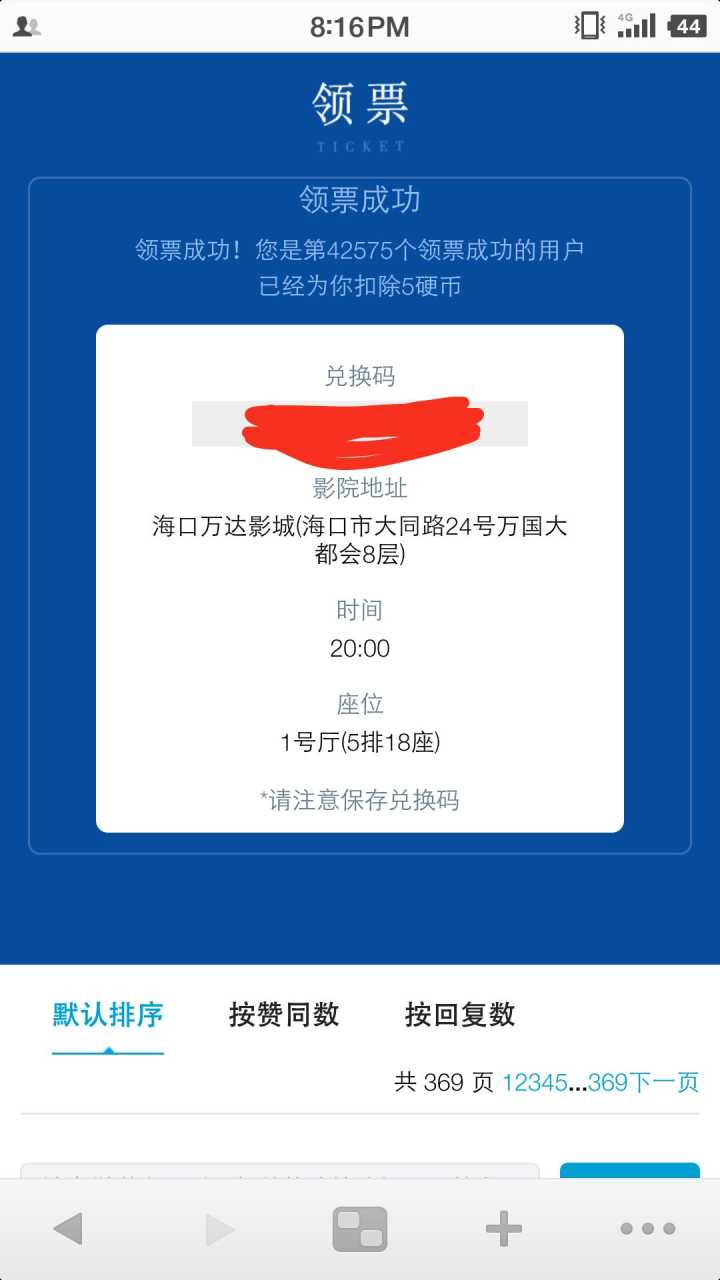 8:16PM
4G
44
领票
TICKET
领票成功
领票成功！您是第42575个领票成功的用户
已经为你扣除5硬币
兑换码
影院地址
海口万达影城(海口市大同路24号万国大
都会8层)
时间
20:00
座位
1号厅(5排18座)
*请注意保存兑换码
默认排序 按赞同数 按回复数
共 369 页 12345...369下一页